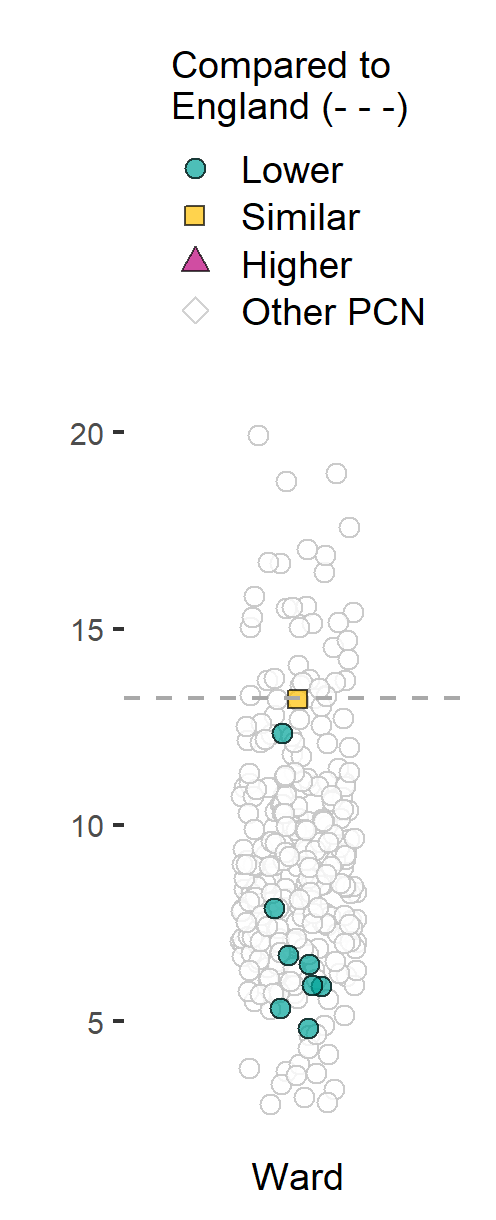 Compared to
England (- - -)
Lower
Similar
Higher
Other PCN
20
15
10
5
Ward